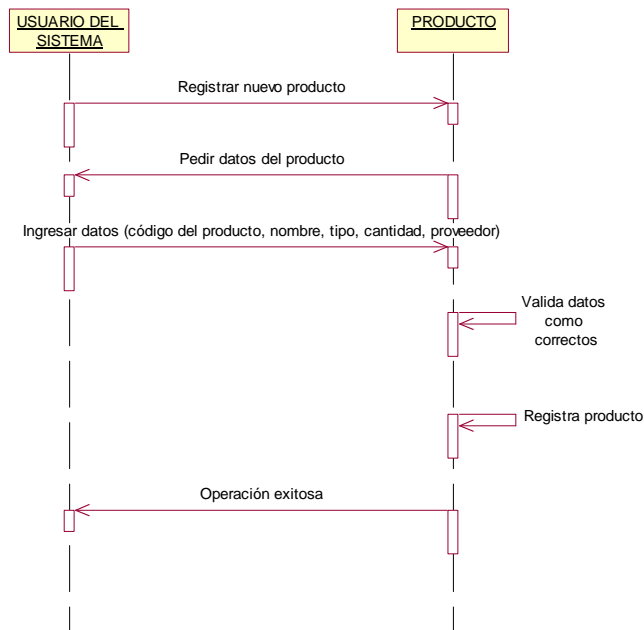 USUARIO DEL
SISTEMA
PRODUCTO
Registrar nuevo producto
Pedir datos del producto
Ingresar datos (código del producto, nombre, tipo, cantidad, proveedor)
Valida datos
como
correctos
Registra producto
Operación exitosa